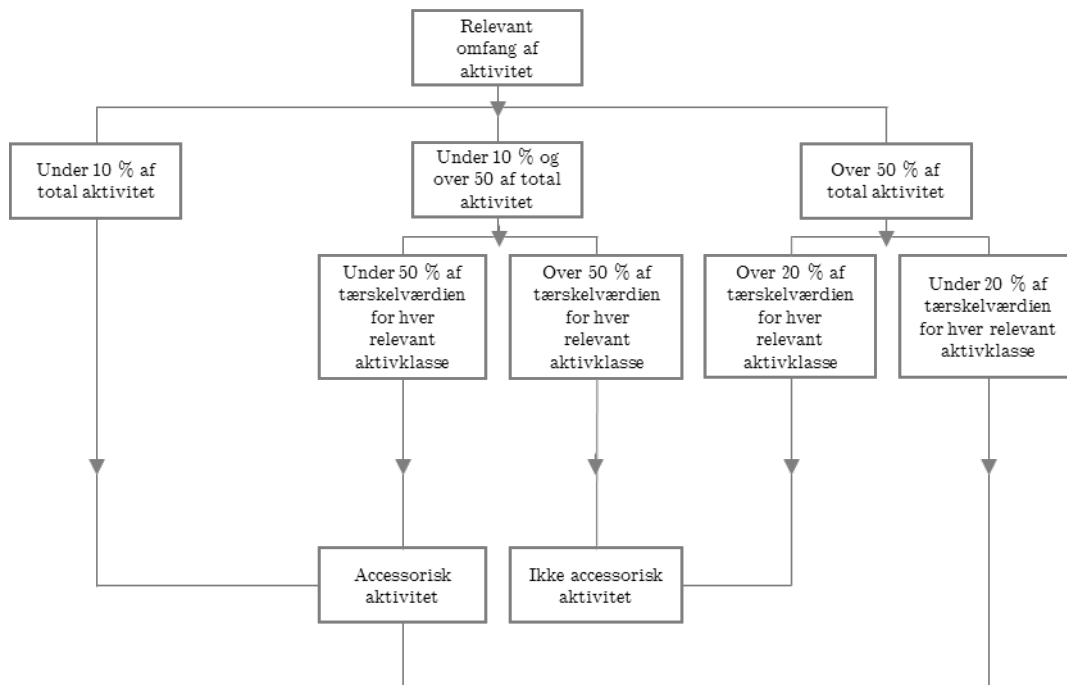 Relevant
omfang af
aktivitet
Under 10 % af
total aktivitet
Under 10 % og
over 50 af total
aktivitet
Over 50 % af
total aktivitet
Under 50 % af
tærskelværdien
for hver
relevant
aktivklasse
Over 50 % af
tærskelværdien
for hver
relevant
aktivklasse
Over 20 % af
tærskelværdien
for hver
relevant
aktivklasse
Under 20 % af
tærskelværdien
for hver relevant
aktivklasse
Accessorisk
aktivitet
Ikke accessorisk
aktivitet